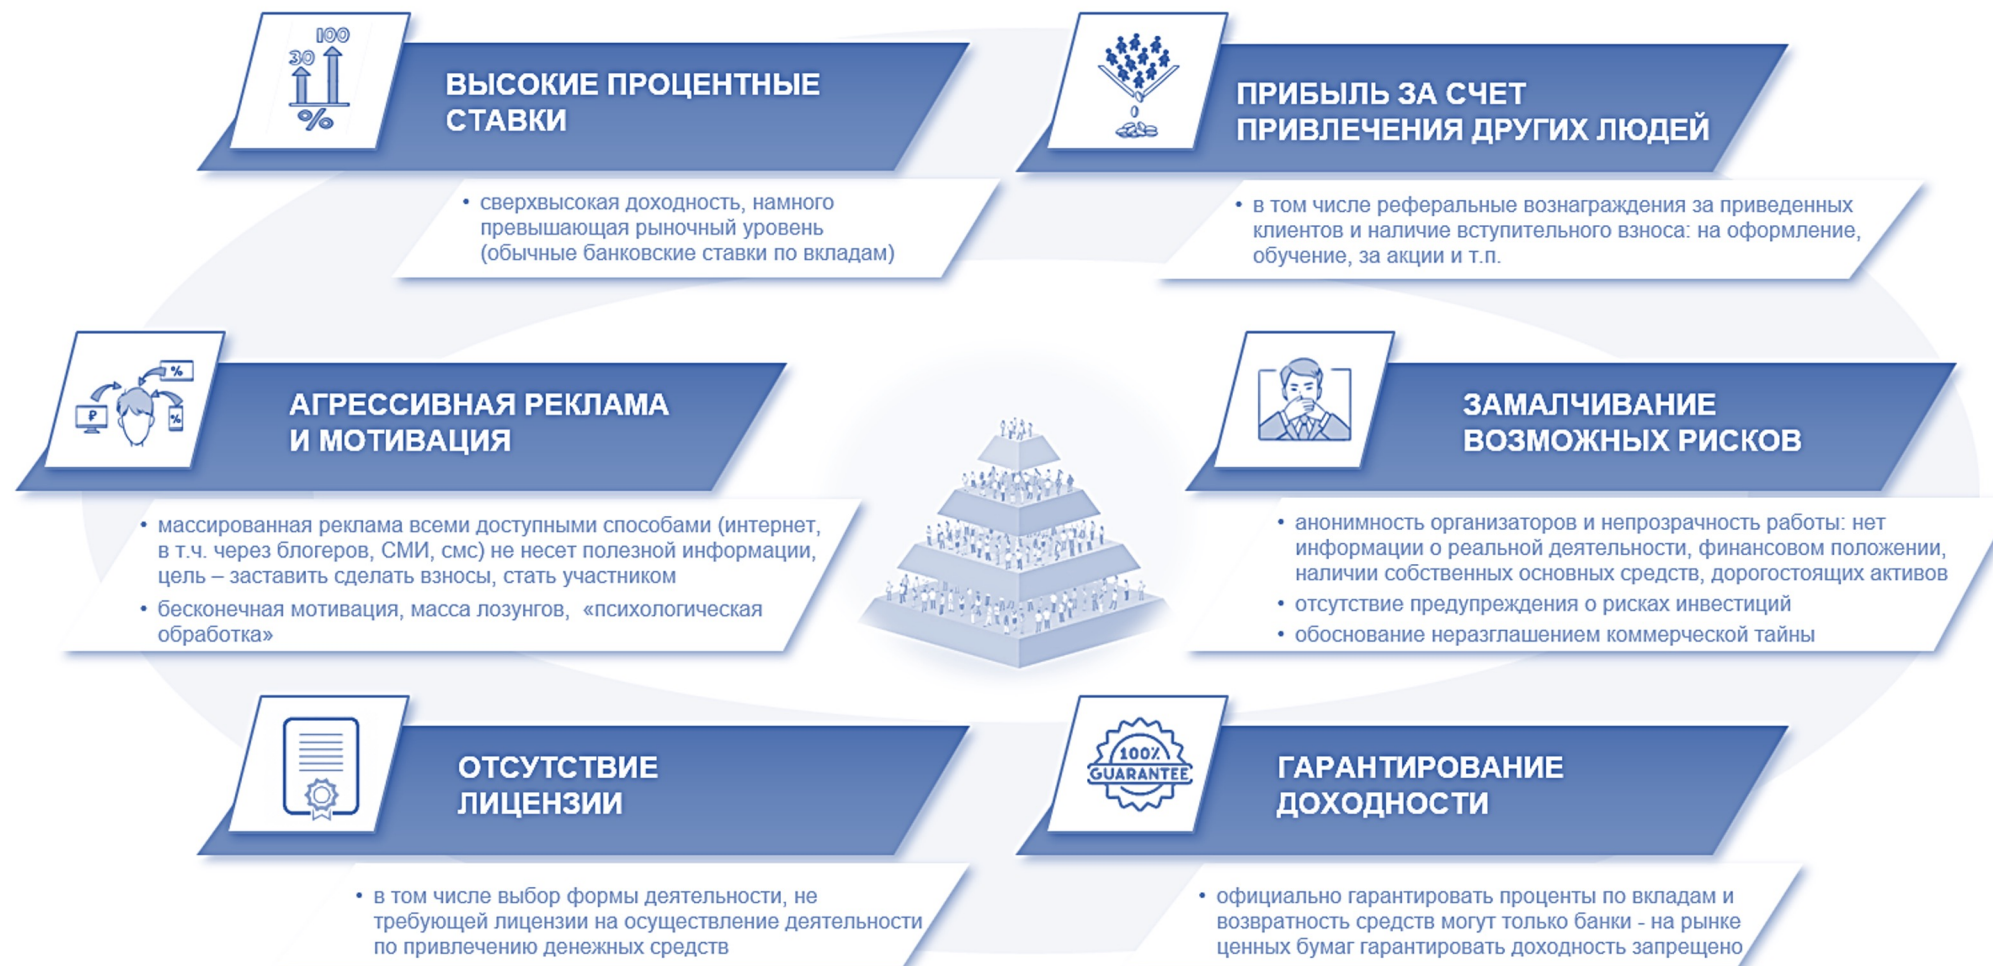 30
100
%
ВЫСОКИЕ ПРОЦЕНТНЫЕ
СТАВКИ
• сверхвысокая доходность, намного
превышающая рыночный уровень
(обычные банковские ставки по вкладам)
ПРИБЫЛЬ ЗА СЧЕТ
ПРИВЛЕЧЕНИЯ ДРУГИХ ЛЮДЕЙ
• в том числе реферальные вознаграждения за приведенных
клиентов и наличие вступительного взноса: на оформление,
обучение, за акции и т.п.
%
₽
%
АГРЕССИВНАЯ РЕКЛАМА
И МОТИВАЦИЯ
• массированная реклама всеми доступными способами (интернет,
в т.ч. через блогеров, СМИ, смс) не несет полезной информации,
цель – заставить сделать взносы, стать участником
• бесконечная мотивация, масса лозунгов, «психологическая
обработка»
ЗАМАЛЧИВАНИЕ
ВОЗМОЖНЫХ РИСКОВ
• анонимность организаторов и непрозрачность работы: нет
информации о реальной деятельности, финансовом положении,
наличии собственных основных средств, дорогостоящих активов
• отсутствие предупреждения о рисках инвестиций
• обоснование неразглашением коммерческой тайны
ОТСУТСТВИЕ
ЛИЦЕНЗИИ
• в том числе выбор формы деятельности, не
требующей лицензии на осуществление деятельности
по привлечению денежных средств
100%
GUARANTEE
ГАРАНТИРОВАНИЕ
ДОХОДНОСТИ
• официально гарантировать проценты по вкладам и
возвратность средств могут только банки - на рынке
ценных бумаг гарантировать доходность запрещено